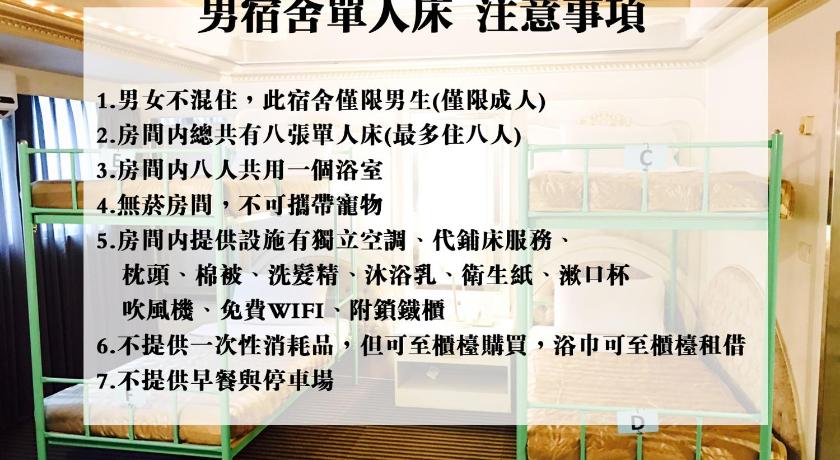 男宿舍單人床 注意事項
1.男女不混住，此宿舍僅限男生(僅限成人)
2.房間内總共有八張單人床(最多住八人)
3.房間内八人共用一個浴室
4.無菸房間，不可攜帶寵物
5.房間内提供設施有獨立空調、代鋪床服務、
枕頭、棉被、洗髮精、沐浴乳、衛生紙、漱口杯
吹風機、免費WIFI、附鎖鐵櫃
6.不提供一次性消耗品，但可至櫃檯購買，浴巾可至櫃檯租借
7.不提供早餐與停車場
E
C
F
D